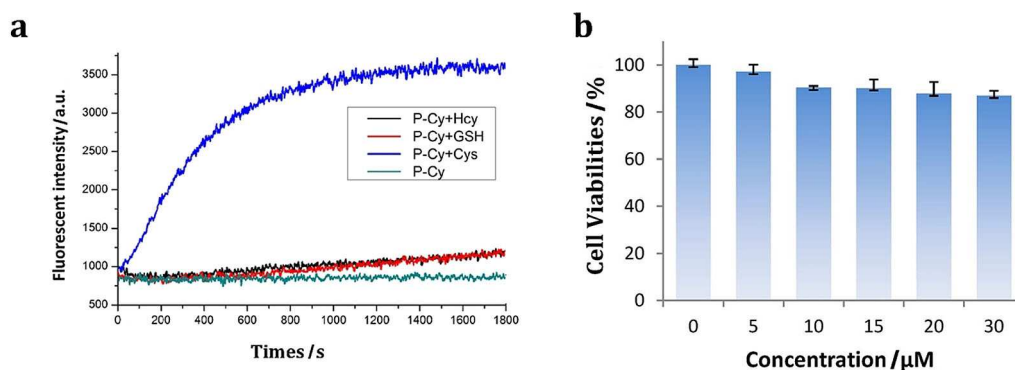 a
Fluorescent intensity/a.u.
3500
3000
2500
2000
1500
1000
500
P-Cy+Hcy
P-Cy+GSH
P-Cy+Cys
P-Cy
0 200 400 600 800 1000 1200 1400 1600 1800
Times/s
b
Cell Viabilities/%
100
80
60
40
20
0
0 5 10 15 20 30
Concentration/μM